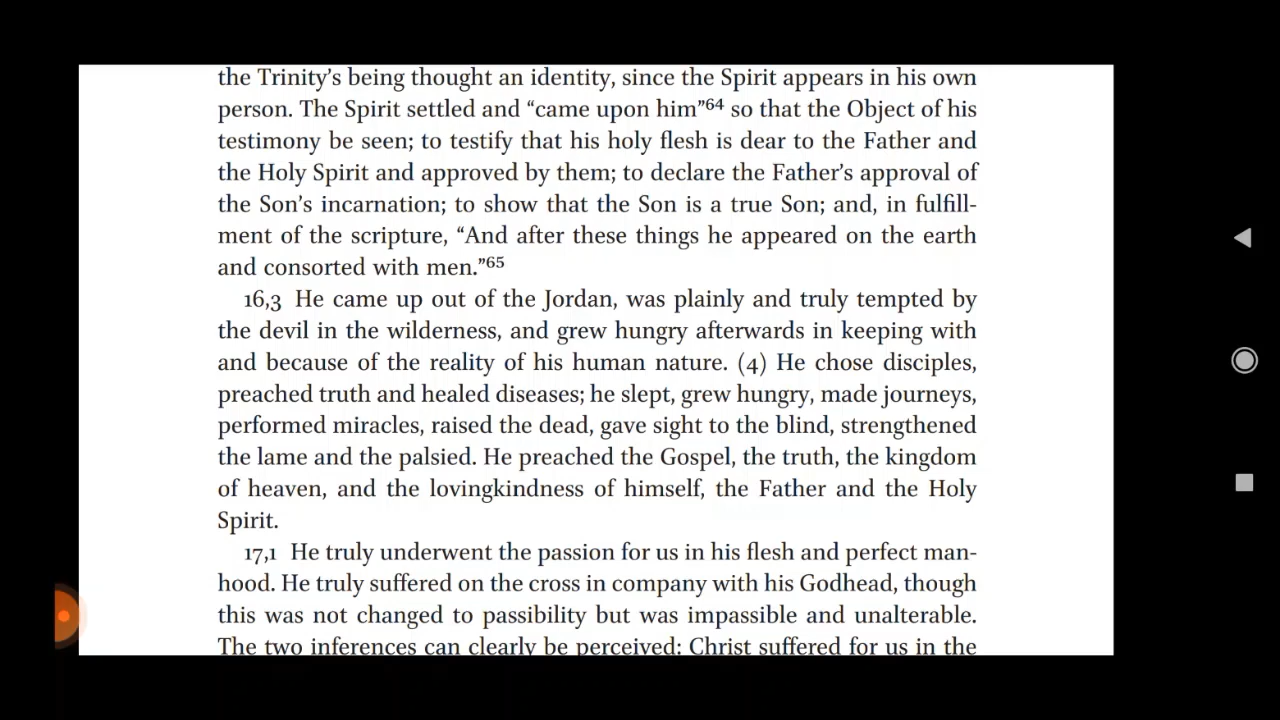 the Trinity's being thought an identity, since the Spirit appears in his own
person. The Spirit settled and “came upon him”64 so that the Object of his
testimony be seen; to testify that his holy flesh is dear to the Father and
the Holy Spirit and approved by them; to declare the Father's approval of
the Son's incarnation; to show that the Son is a true Son; and, in fulfill-
ment of the scripture, “And after these things he appeared on the earth
and consorted with men.”65
16,3 He came up out of the Jordan, was plainly and truly tempted by
the devil in the wilderness, and grew hungry afterwards in keeping with
and because of the reality of his human nature. (4) He chose disciples,
preached truth and healed diseases; he slept, grew hungry, made journeys,
performed miracles, raised the dead, gave sight to the blind, strengthened
the lame and the palsied. He preached the Gospel, the truth, the kingdom
of heaven, and the lovingkindness of himself, the Father and the Holy
Spirit.
17,1 He truly underwent the passion for us in his flesh and perfect man-
hood. He truly suffered on the cross in company with his Godhead, though
this was not changed to passibility but was impassible and unalterable.
The two inferences can clearly be perceived: Christ suffered for us in the